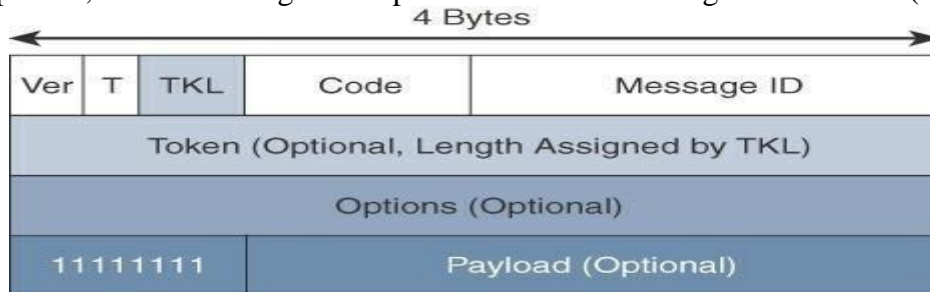 4 Bytes
Ver T TKL Code Message ID
Token (Optional, Length Assigned by TKL)
Options (Optional)
11111111 Payload (Optional)